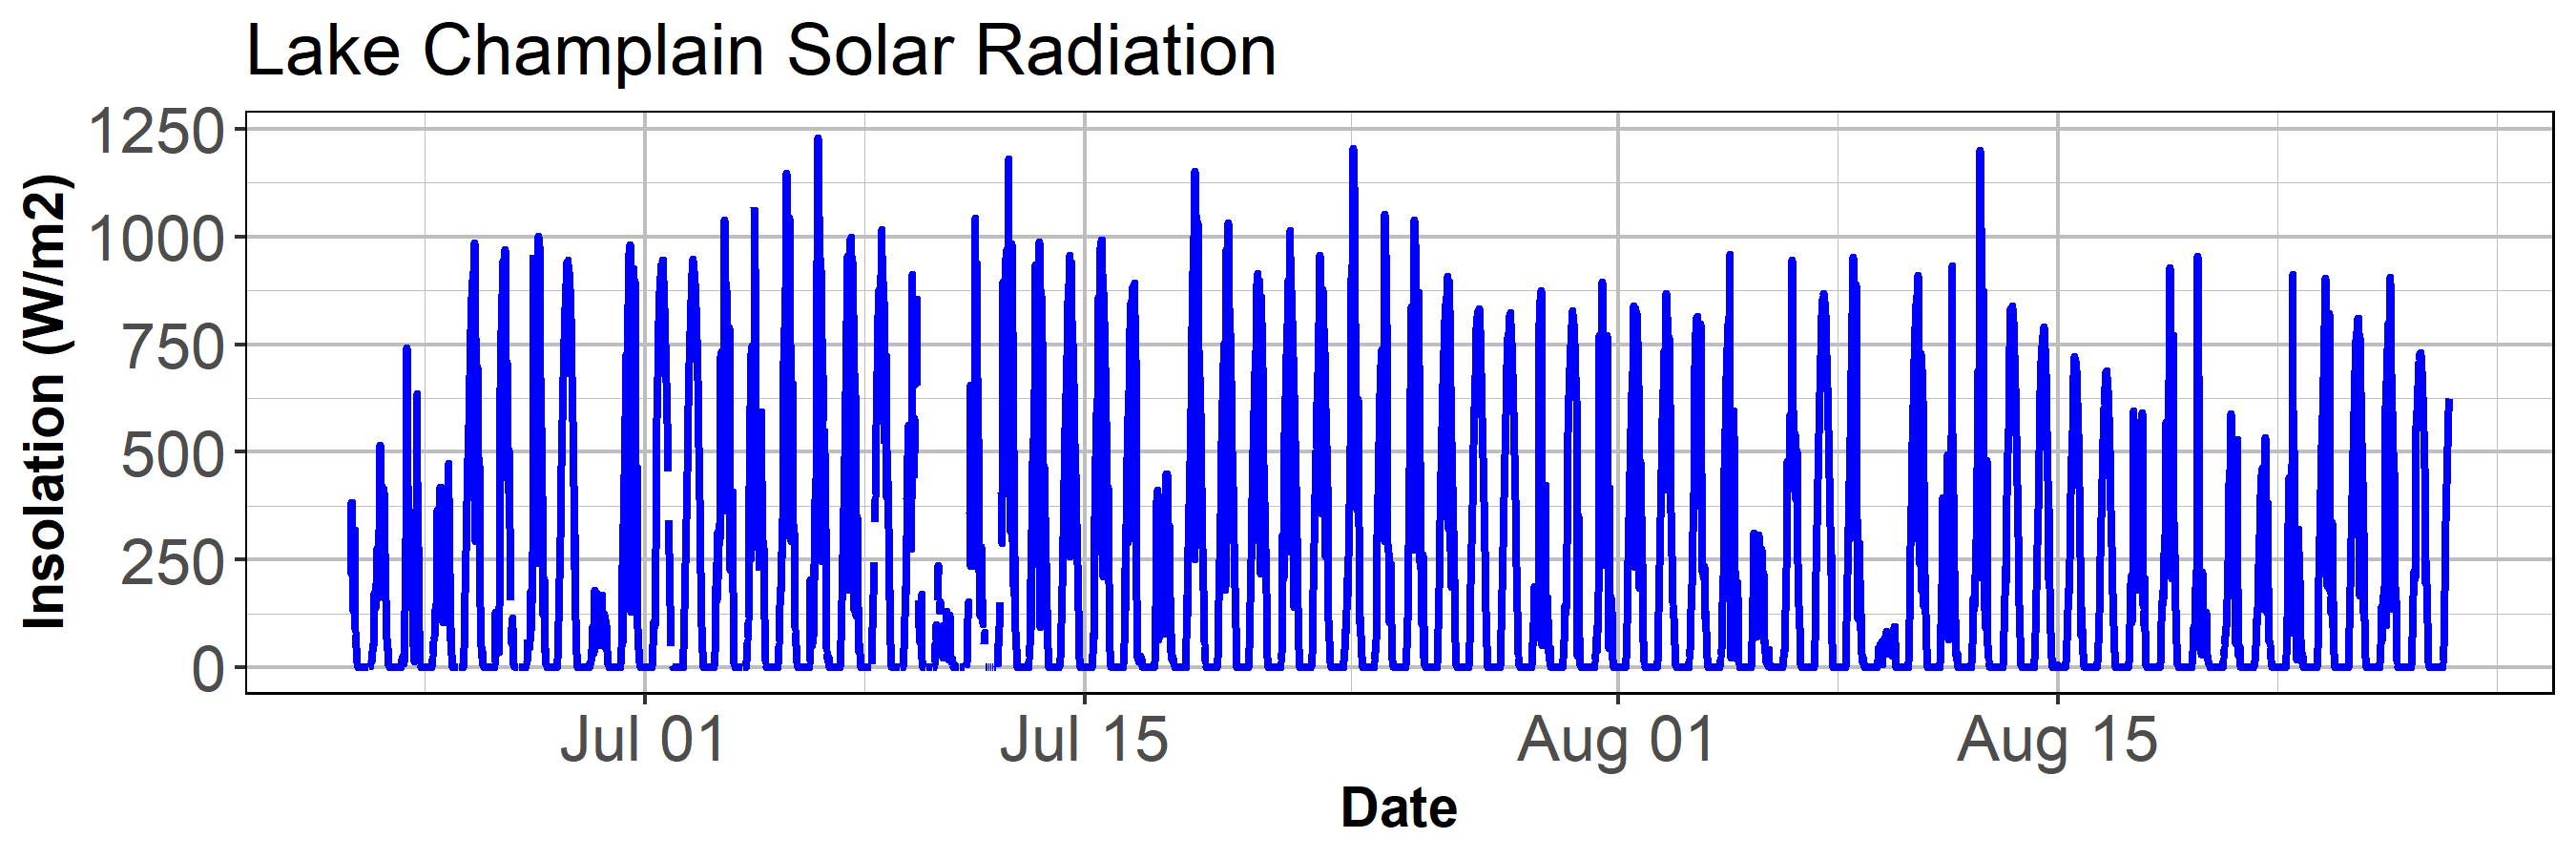 Lake Champlain Solar Radiation
1250
1000
750
500
250
0
Insolation (W/m2)
Jul 01
Jul 15
Aug 01
Aug 15
Date